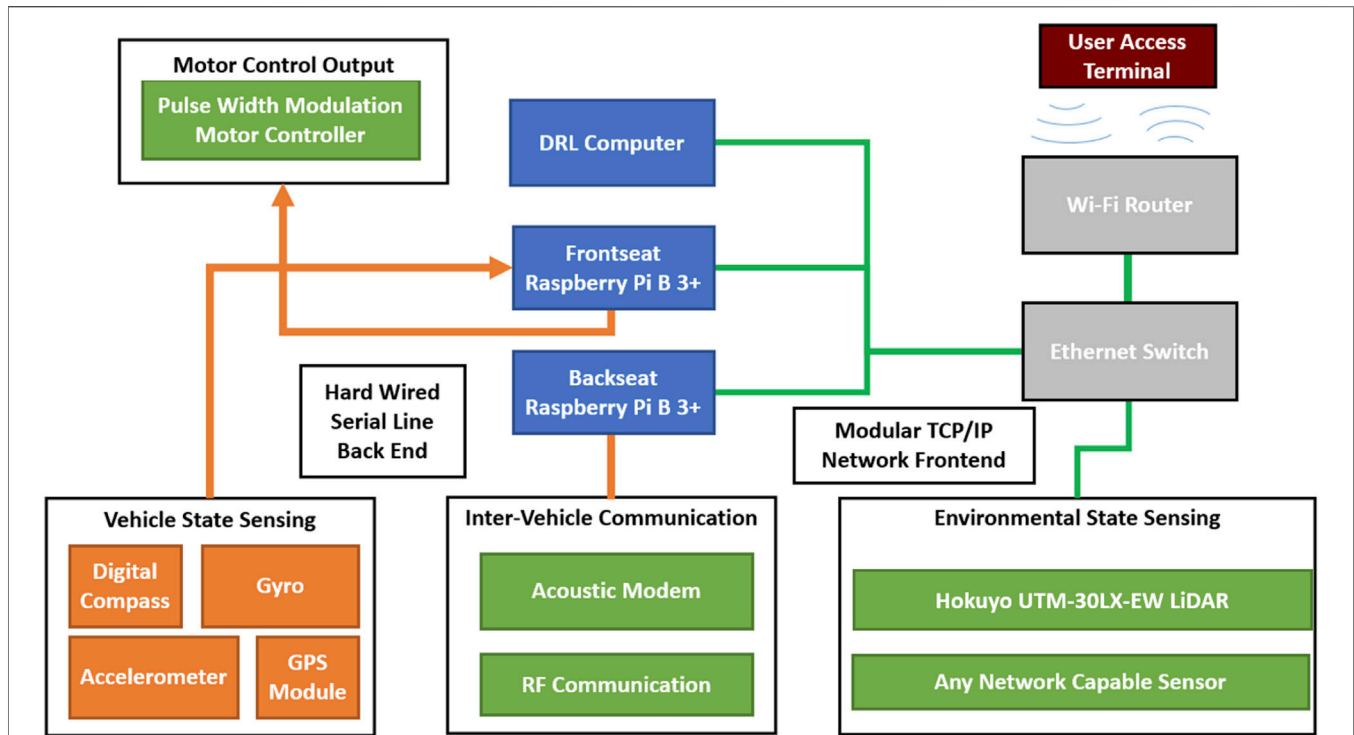 Motor Control Output
Pulse Width Modulation
Motor Controller
User Access
Terminal
DRL Computer
Wi-Fi Router
Frontseat
Raspberry Pi B 3+
Ethernet Switch
Backseat
Raspberry Pi B 3+
Hard Wired
Serial Line
Back End
Modular TCP/IP
Network Frontend
Vehicle State Sensing
Digital
Compass
Gyro
Accelerometer
GPS
Module
Inter-Vehicle Communication
Acoustic Modem
RF Communication
Environmental State Sensing
Hokuyo UTM-30LX-EW LiDAR
Any Network Capable Sensor